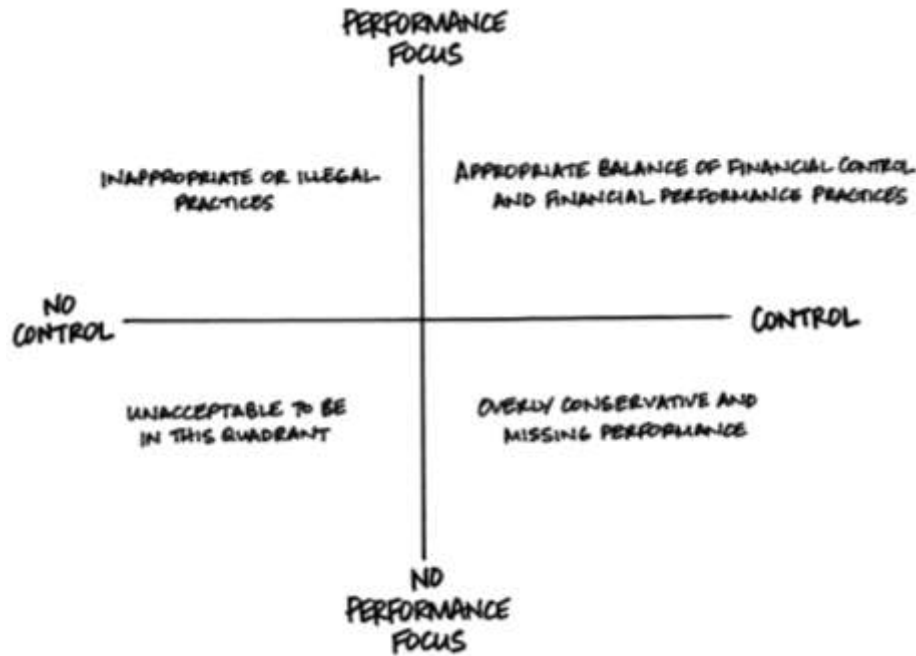 PERFORMANCE
FOCUS
INAPPROPRIATE OR ILLEGAL
PRACTICES
APPROPRIATE BALANCE OF FINANCIAL CONTROL
AND FINANCIAL PERFORMANCE PRACTICES
NO
CONTROL
CONTROL
UNACCEPTABLE TO BE
IN THIS QUADRANT
OVERLY CONSERVATIVE AND
MISSING PERFORMANCE
NO
PERFORMANCE
FOCUS